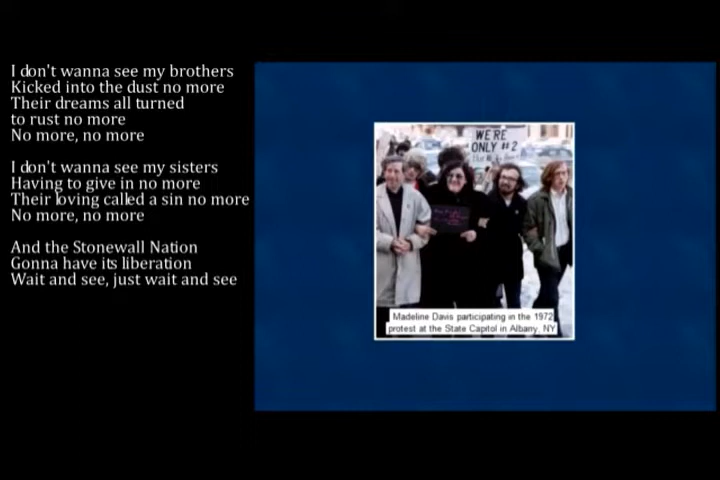 I don't wanna see my brothers
Kicked into the dust no more
Their dreams all turned
to rust no more
No more, no more
I don't wanna see my sisters
Having to give in no more
Their loving called a sin no more
No more, no more
And the Stonewall Nation
Gonna have its liberation
Wait and see, just wait and see
WE'RE
ONLY #2
Madeline Davis participating in the 1972
protest at the State Capitol in Albany, NY